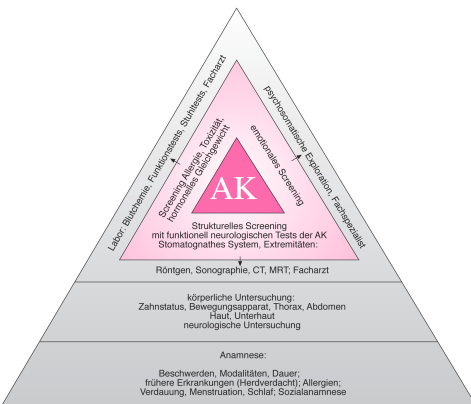 Labor: Blutchemie, Funktionstests, Stuhltests, Facharzt
psychosomatische Exploration, Fachspezialist
Screening Allergie, Toxizität,
hormonelles Gleichgewicht
emotionales Screening
AK
Strukturelles Screening
mit funktionell neurologischen Tests der AK
Stomatognathes System, Extremitäten:
Röntgen, Sonographie, CT, MRT; Facharzt
körperliche Untersuchung:
Zahnstatus, Bewegungsapparat, Thorax, Abdomen
Haut, Unterhaut
neurologische Untersuchung
Anamnese:
Beschwerden, Modalitäten, Dauer;
frühere Erkrankungen (Herdverdacht); Allergien;
Verdauung, Menstruation, Schlaf; Sozialanamnese